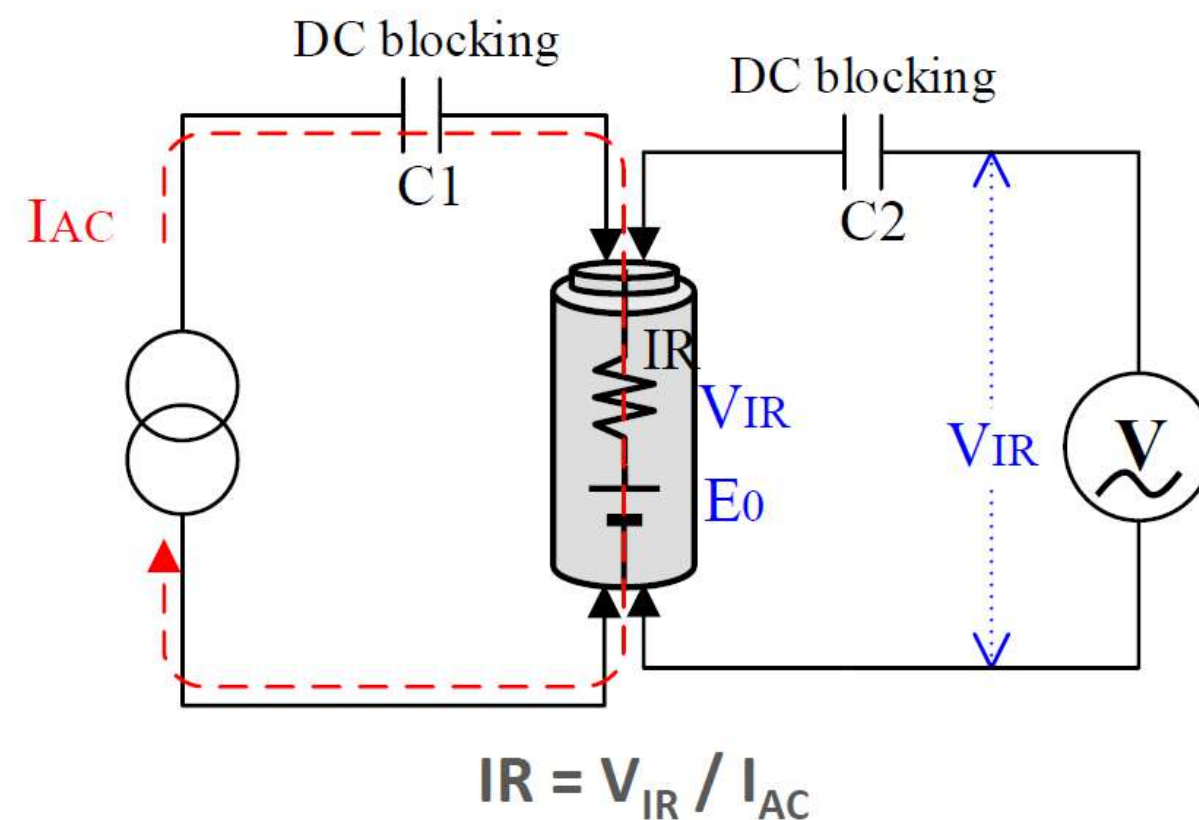 DC blocking
DC blocking
C1
C2
IAC
IR
VIR
E0
VIR
V
IR = VIR / IAC